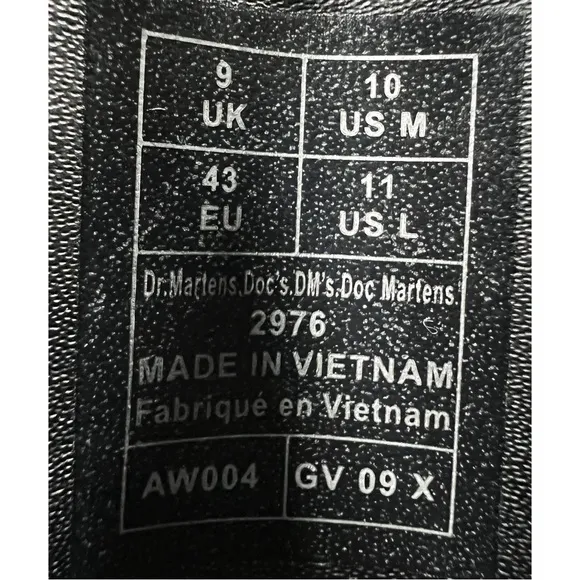 9 10
UK US M
43 11
EU US L
Dr.Martens.Doc's.DM's.Doc Martens
2976
MADE IN VIETNAM
Fabriqué en Vietnam
AW004 GV 09 X